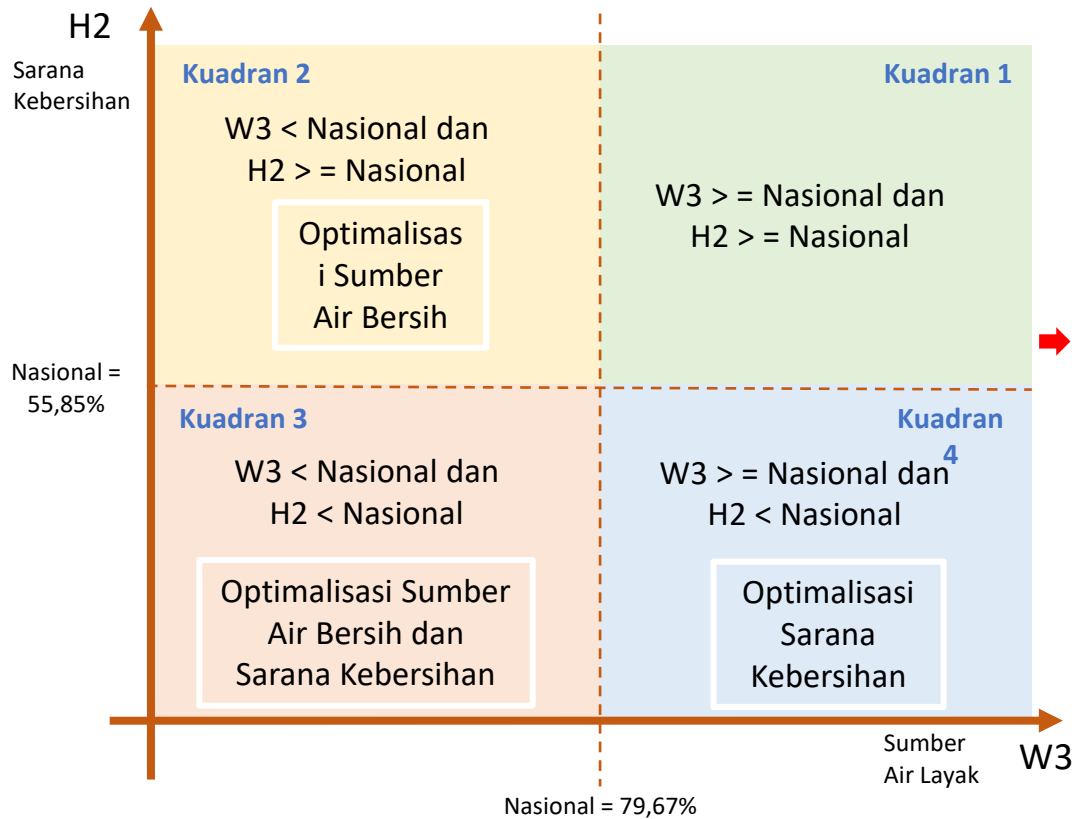 H2
Sarana
Kebersihan
Kuadran 2
W3 < Nasional dan
H2 > = Nasional
Optimalisas
i Sumber
Air Bersih
Kuadran 1
W3 > = Nasional dan
H2 > = Nasional
Nasional =
55,85%
Kuadran 3
W3 < Nasional dan
H2 < Nasional
Optimalisasi Sumber
Air Bersih dan
Sarana Kebersihan
Kuadran
4
W3 > = Nasional dan
H2 < Nasional
Optimalisasi
Sarana
Kebersihan
Sumber
Air Layak
W3
Nasional = 79,67%